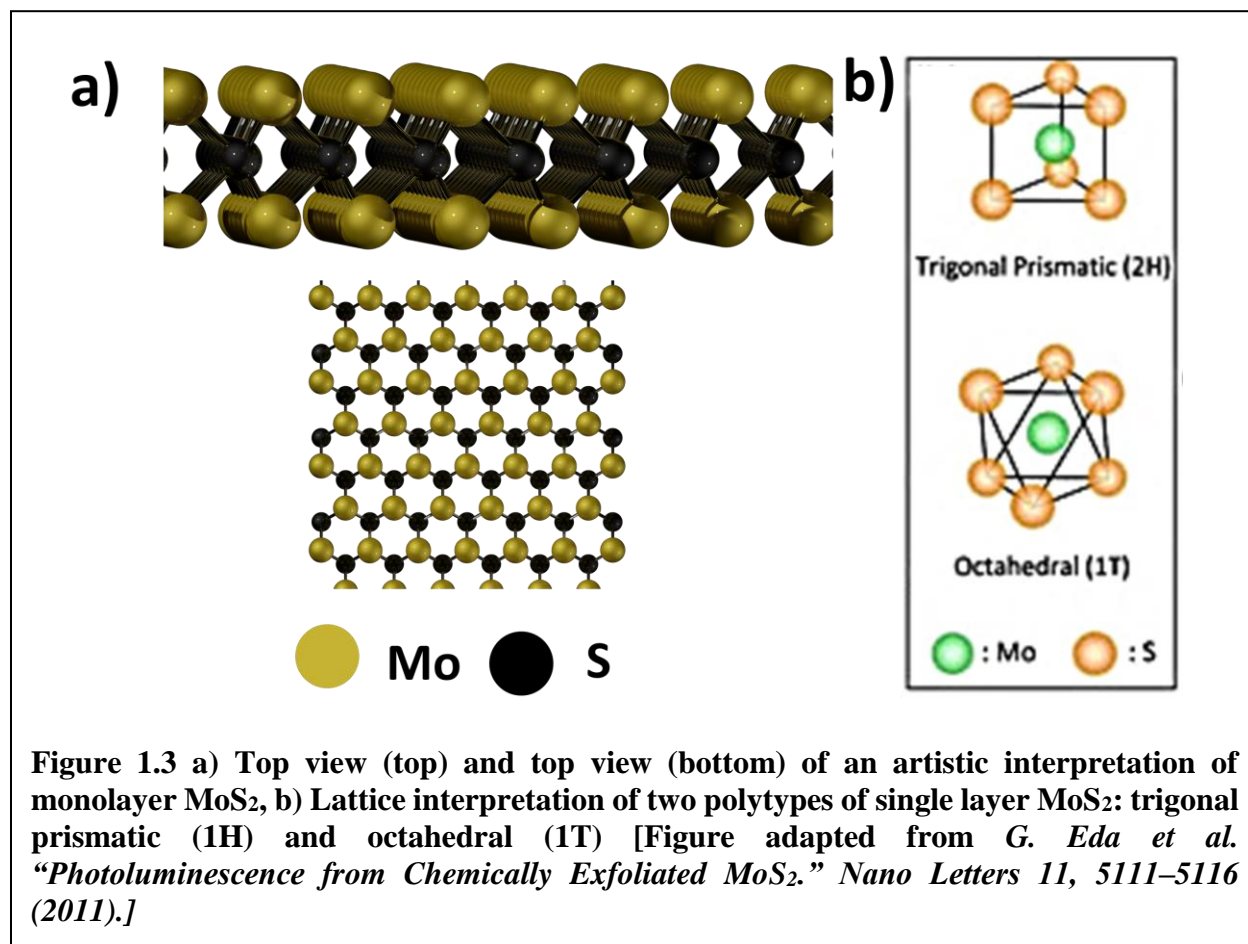 a)
b)
Trigonal Prismatic (2H)
Octahedral (1T)
: Mo : S
Mo S
Figure 1.3 a) Top view (top) and top view (bottom) of an artistic interpretation of
monolayer MoS₂, b) Lattice interpretation of two polytypes of single layer MoS₂: trigonal
prismatic (1H) and octahedral (1T) [Figure adapted from G. Eda et al.
“Photoluminescence from Chemically Exfoliated MoS₂.” Nano Letters 11, 5111–5116
(2011).]